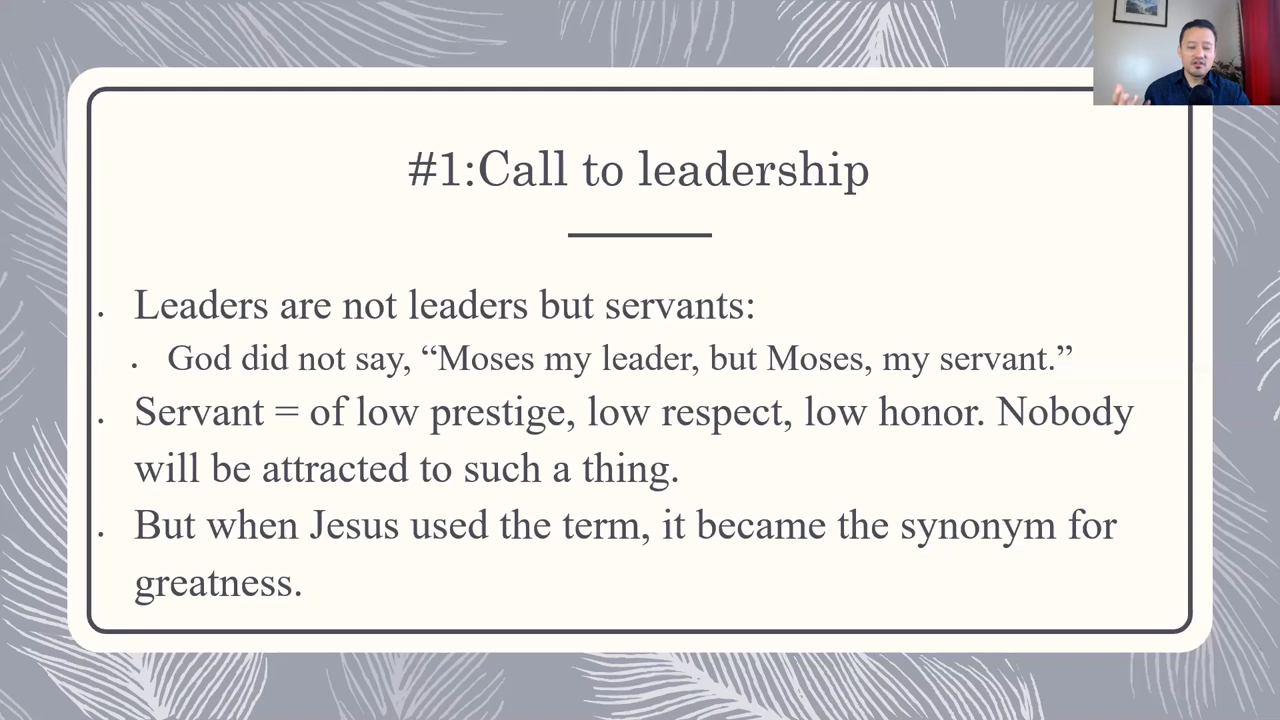 #1:Call to leadership
. Leaders are not leaders but servants:
. God did not say, “Moses my leader, but Moses, my servant.”
. Servant = of low prestige, low respect, low honor. Nobody
will be attracted to such a thing.
. But when Jesus used the term, it became the synonym for
greatness.